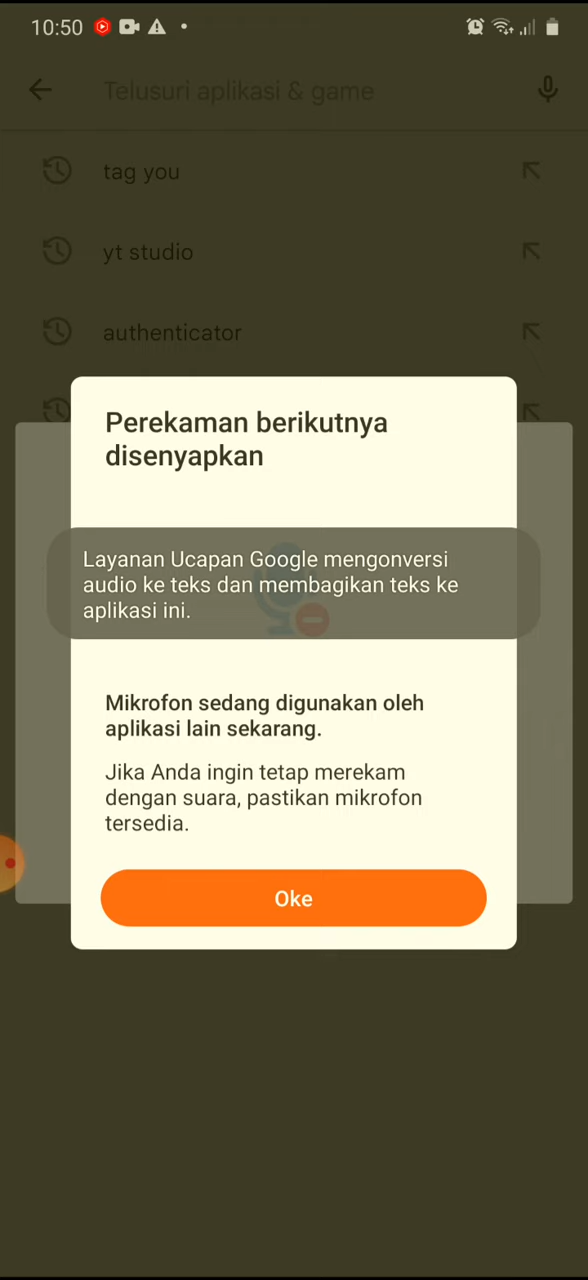 10:50
Telusuri aplikasi & game
tag you
yt studio
authenticator
Perekaman berikutnya
disenyapkan
Layanan Ucapan Google mengonversi
audio ke teks dan membagikan teks ke
aplikasi ini.
Mikrofon sedang digunakan oleh
aplikasi lain sekarang.
Jika Anda ingin tetap merekam
dengan suara, pastikan mikrofon
tersedia.
Oke